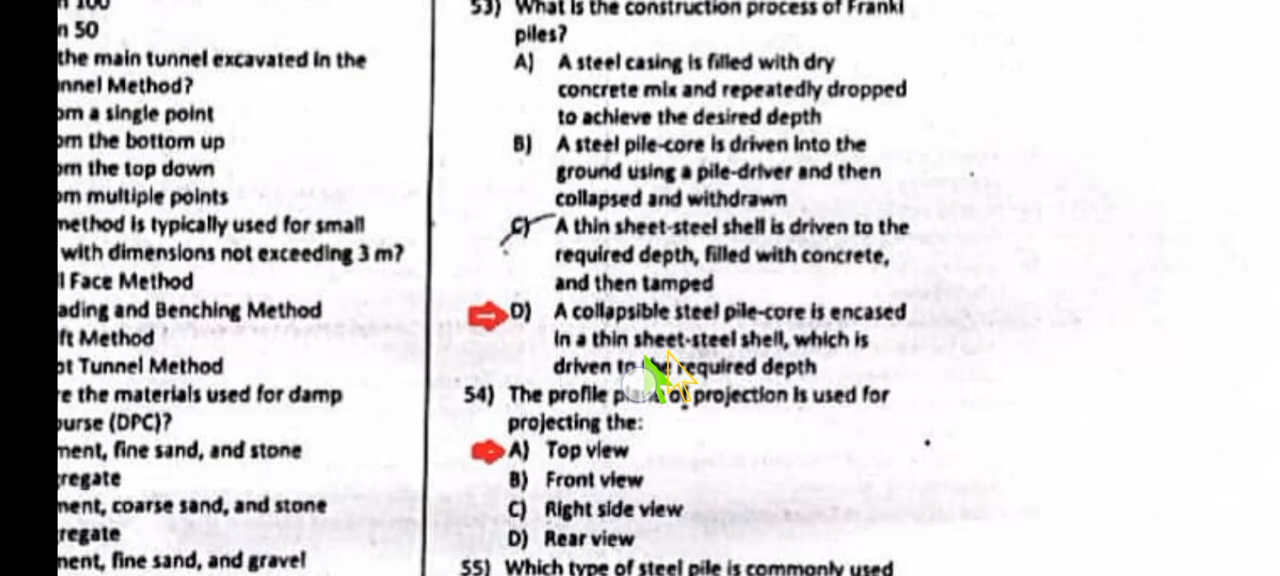 n 100
n 50
the main tunnel excavated in the
nnel Method?
om a single point
om the bottom up
om the top down
om multiple points
method is typically used for small
with dimensions not exceeding 3 m?
l Face Method
ading and Benching Method
ft Method
ot Tunnel Method
re the materials used for damp
ourse (DPC)?
ment, fine sand, and stone
regate
ment, coarse sand, and stone
regate
ment, fine sand, and gravel
53) What is the construction process of Franki
piles?
A) A steel casing is filled with dry
concrete mix and repeatedly dropped
to achieve the desired depth
B) A steel pile-core is driven into the
ground using a pile-driver and then
collapsed and withdrawn
C) A thin sheet-steel shell is driven to the
required depth, filled with concrete,
and then tamped
D) A collapsible steel pile-core is encased
in a thin sheet-steel shell, which is
driven to required depth
54) The profile of projection is used for
projecting the:
A) Top view
B) Front view
C) Right side view
D) Rear view
55) Which type of steel pile is commonly used